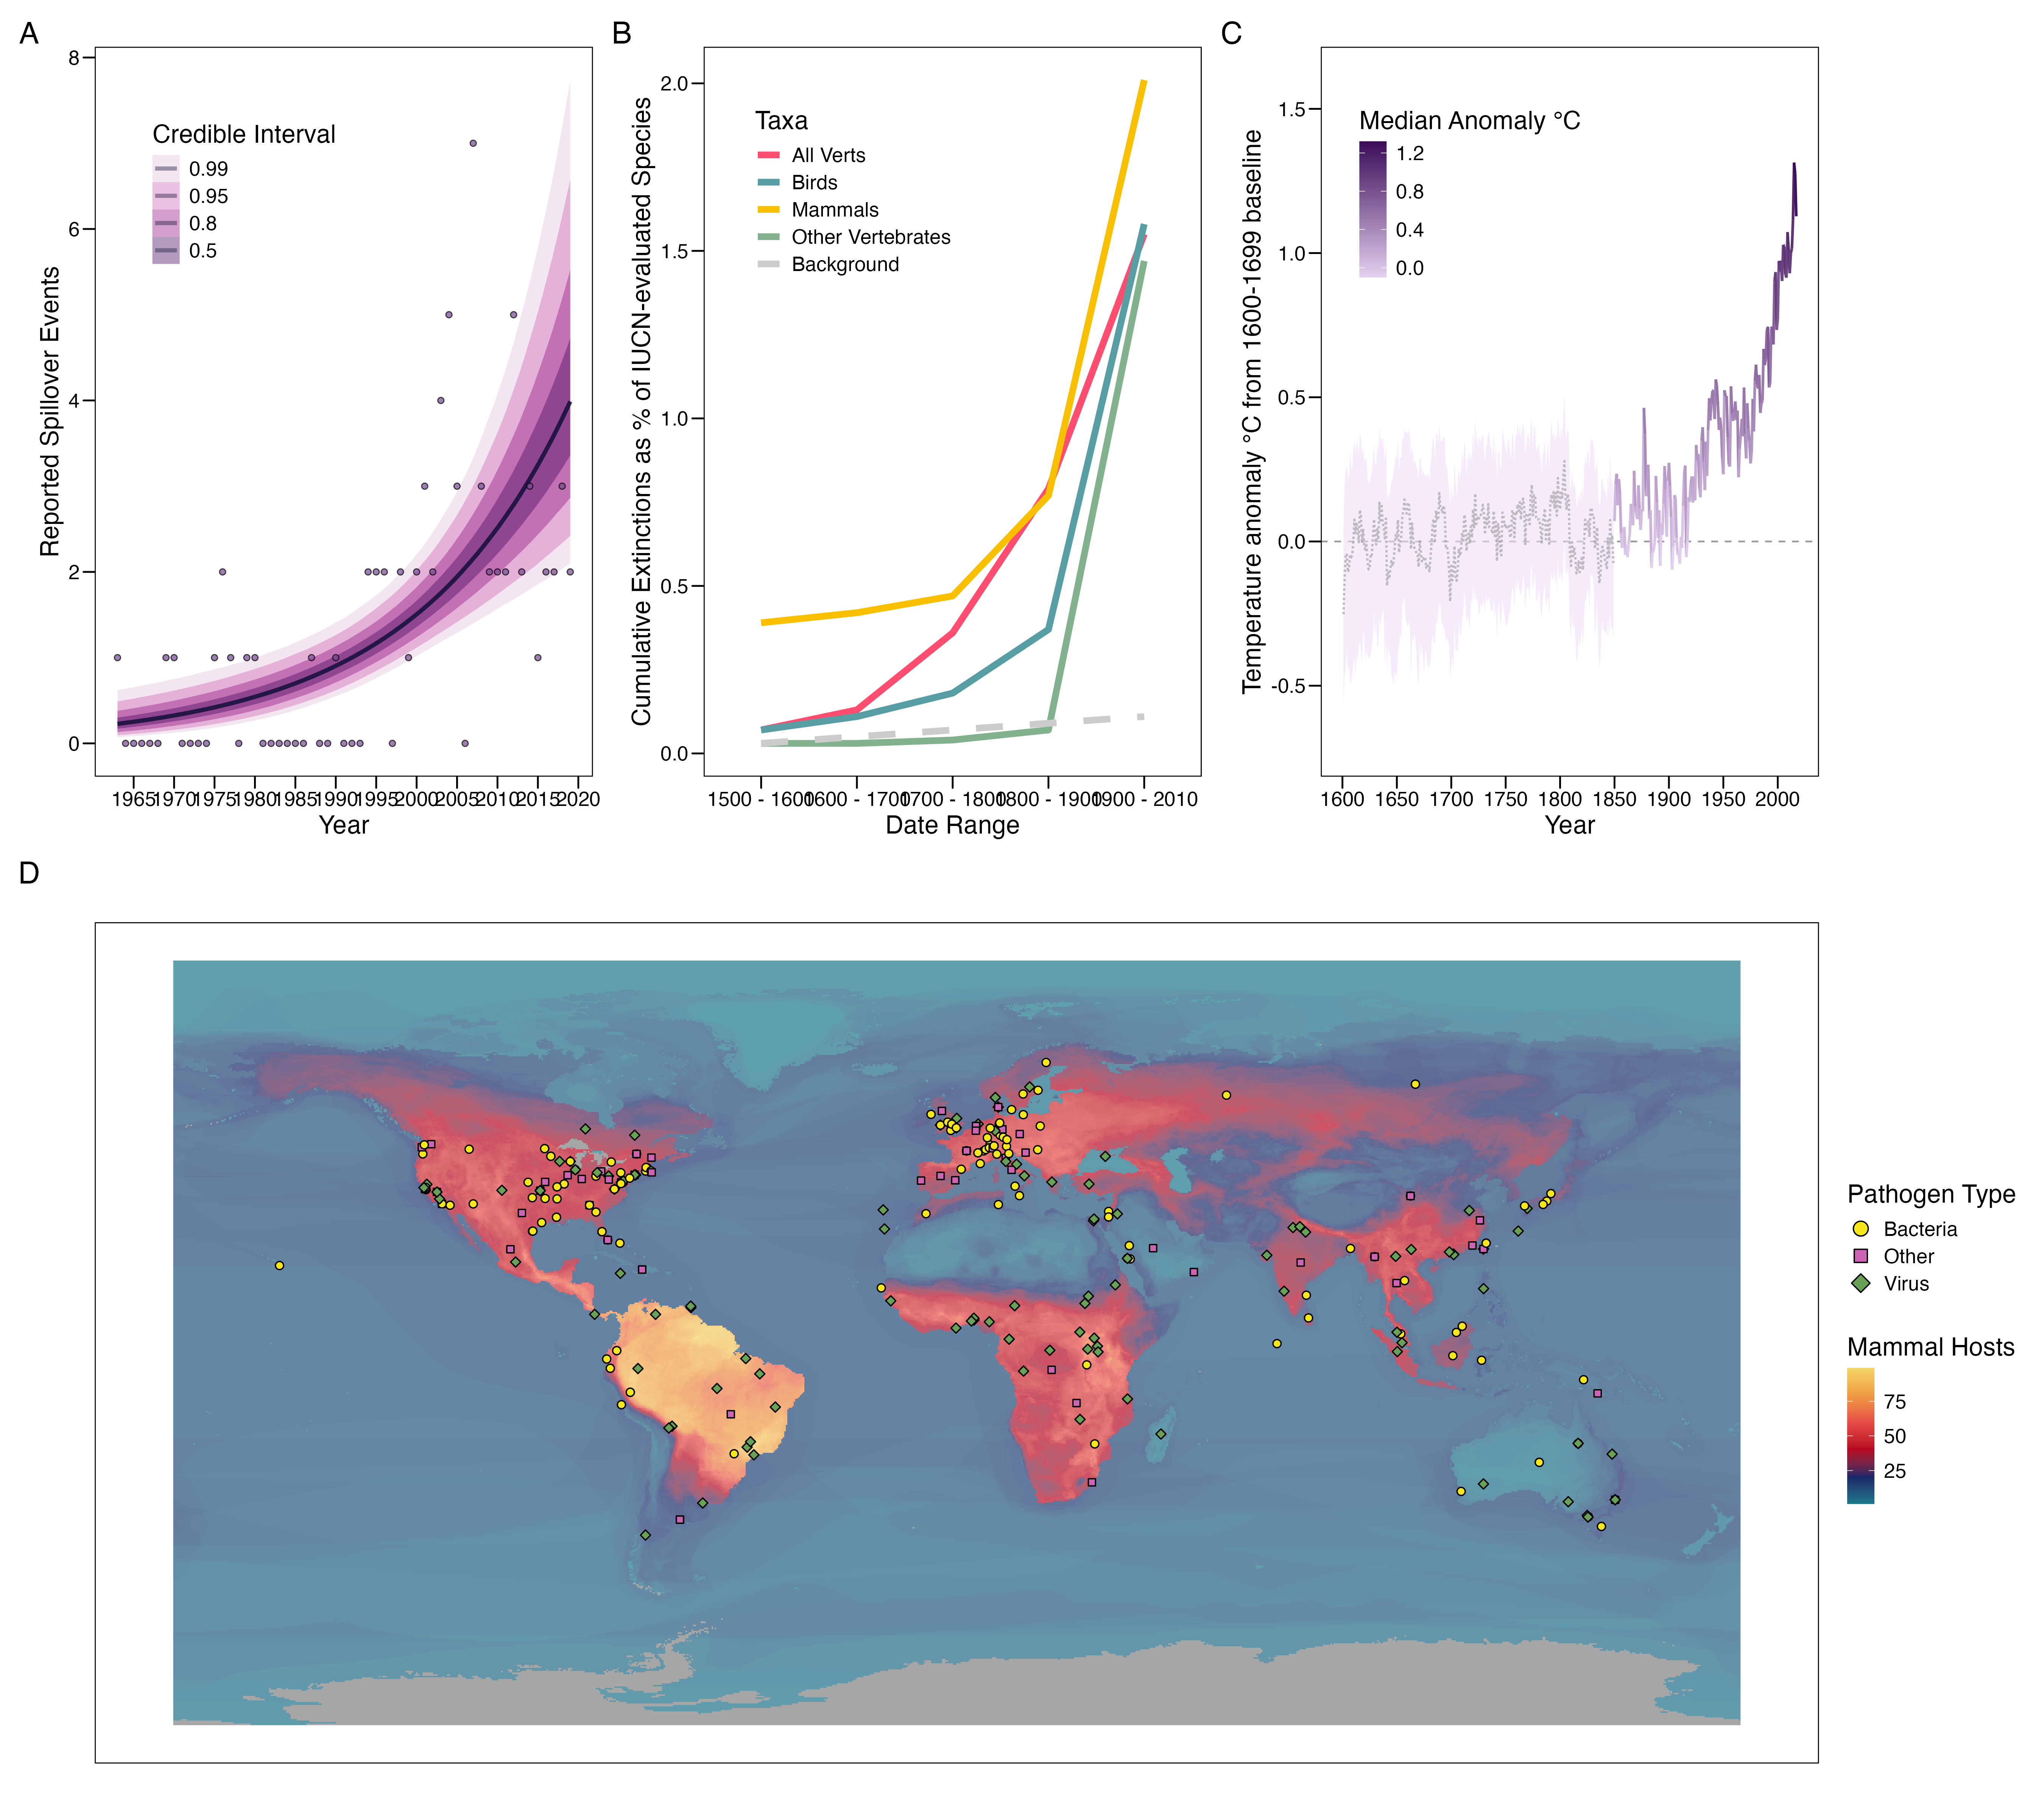 A
Reported Spillover Events
8
6
4
2
0
Credible Interval
0.99
0.95
0.8
0.5
1965 1970 1975 1980 1985 1990 1995 2000 2005 2010 2015 2020
Year
B
Cumulative Extinctions as % of IUCN-evaluated Species
2.0
1.5
1.0
0.5
0.0
Taxa
All Verts
Birds
Mammals
Other Vertebrates
Background
1500 - 1600 1600 - 1700 1700 - 1800 1800 - 1900 1900 - 2010
Date Range
C
Temperature anomaly °C from 1600-1699 baseline
1.5
1.0
0.5
0.0
-0.5
Median Anomaly °C
1.2
0.8
0.4
0.0
1600 1650 1700 1750 1800 1850 1900 1950 2000
Year
D
Pathogen Type
Bacteria
Other
Virus
Mammal Hosts
75
50
25